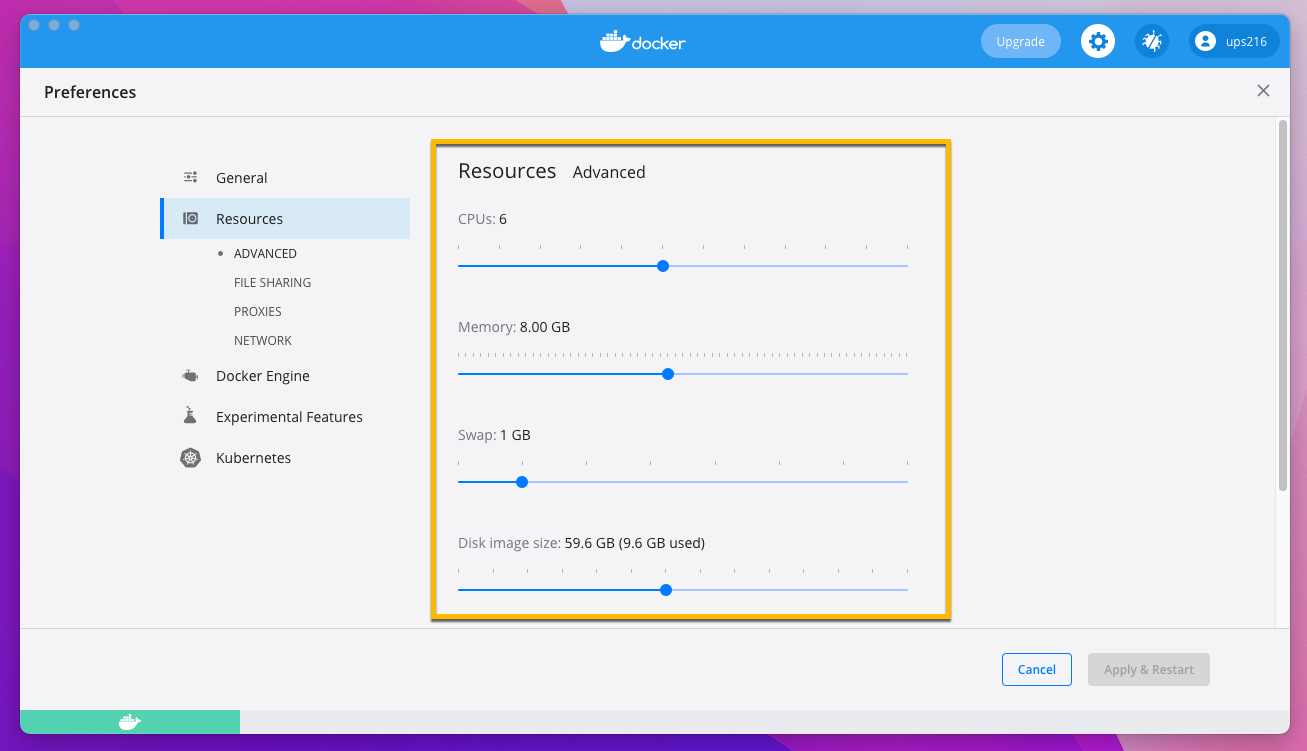 docker
Upgrade
ups216
Preferences
General
Resources
ADVANCED
FILE SHARING
PROXIES
NETWORK
Docker Engine
Experimental Features
Kubernetes
Resources Advanced
CPUs: 6
Memory: 8.00 GB
Swap: 1 GB
Disk image size: 59.6 GB (9.6 GB used)
Cancel
Apply & Restart